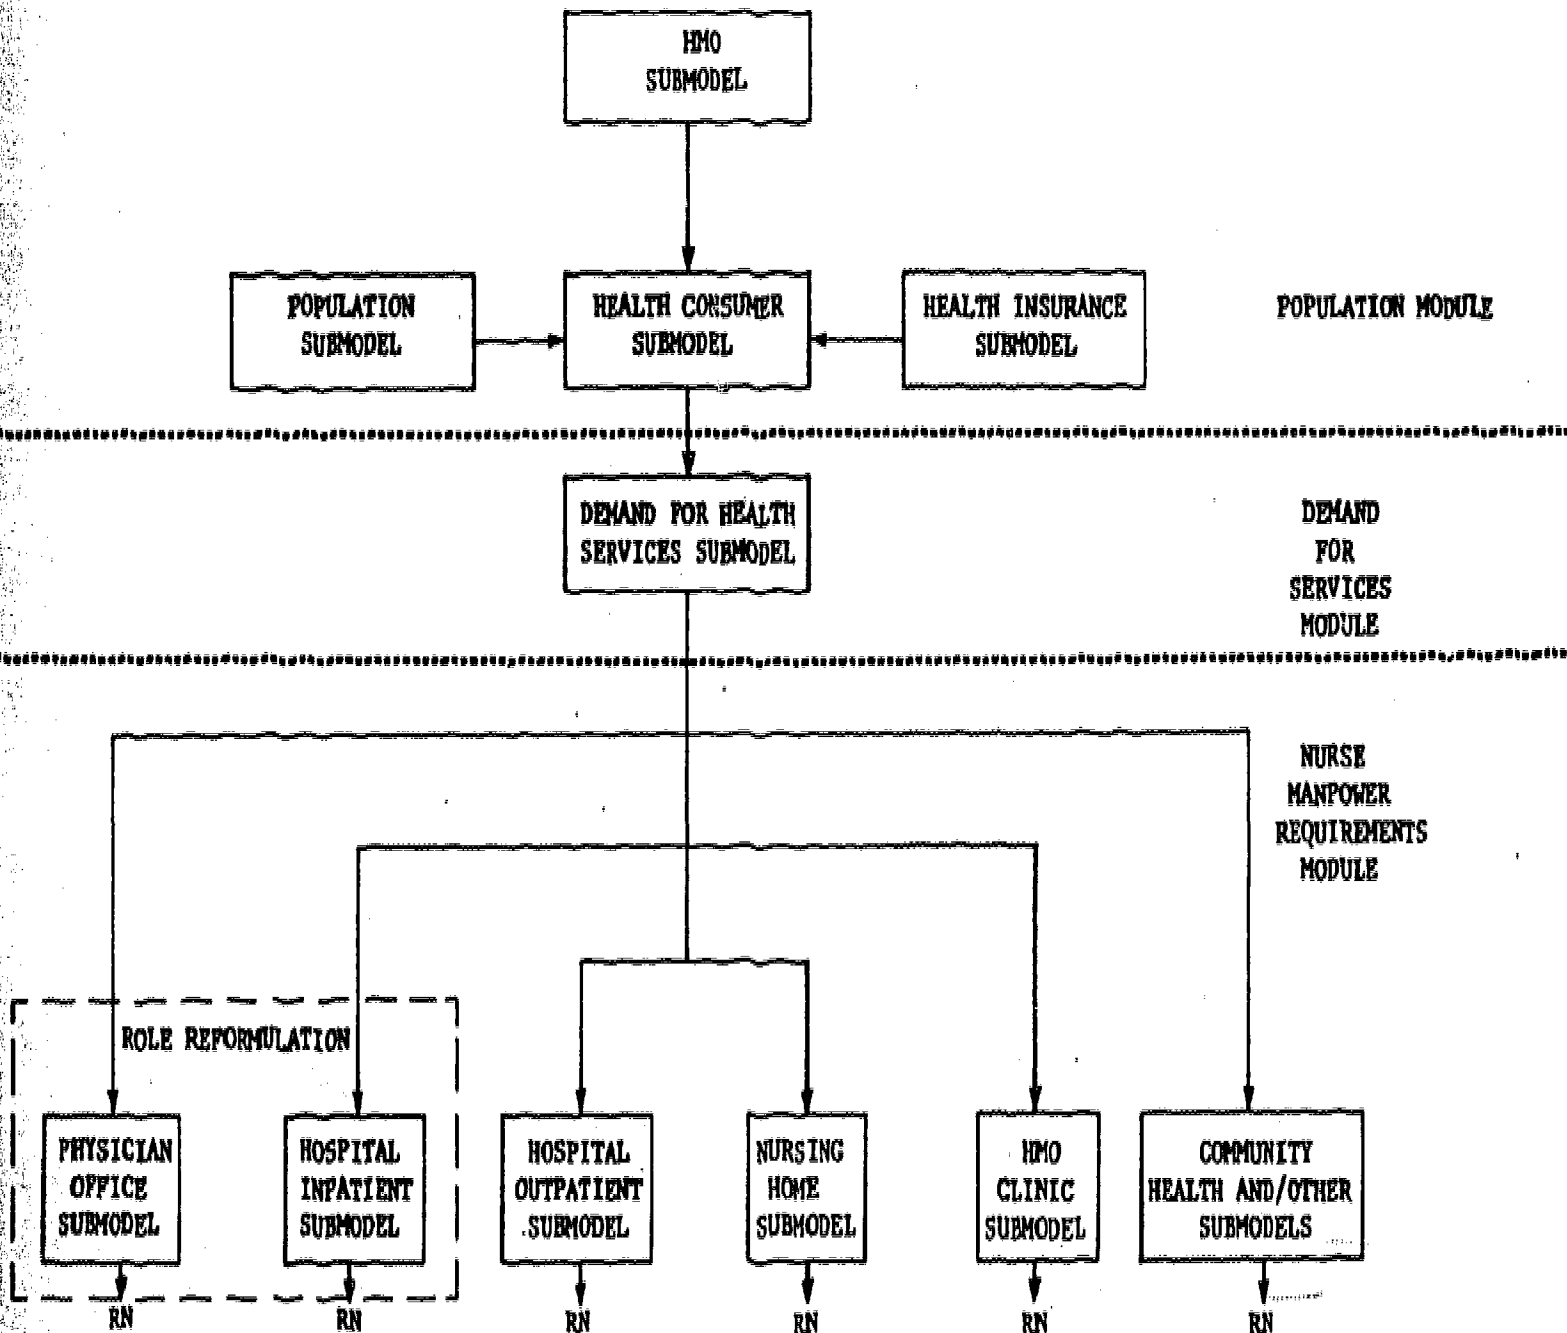 HMO
SUBMODEL
POPULATION
SUBMODEL
HEALTH CONSUMER
SUBMODEL
HEALTH INSURANCE
SUBMODEL
POPULATION MODULE
DEMAND FOR HEALTH
SERVICES SUBMODEL
DEMAND
FOR
SERVICES
MODULE
NURSE
MANPOWER
REQUIREMENTS
MODULE
ROLE REFORMULATION
PHYSICIAN
OFFICE
SUBMODEL
HOSPITAL
INPATIENT
SUBMODEL
HOSPITAL
OUTPATIENT
SUBMODEL
NURSING
HOME
SUBMODEL
HMO
CLINIC
SUBMODEL
COMMUNITY
HEALTH AND/OTHER
SUBMODELS
RN
RN
RN
RN
RN
RN